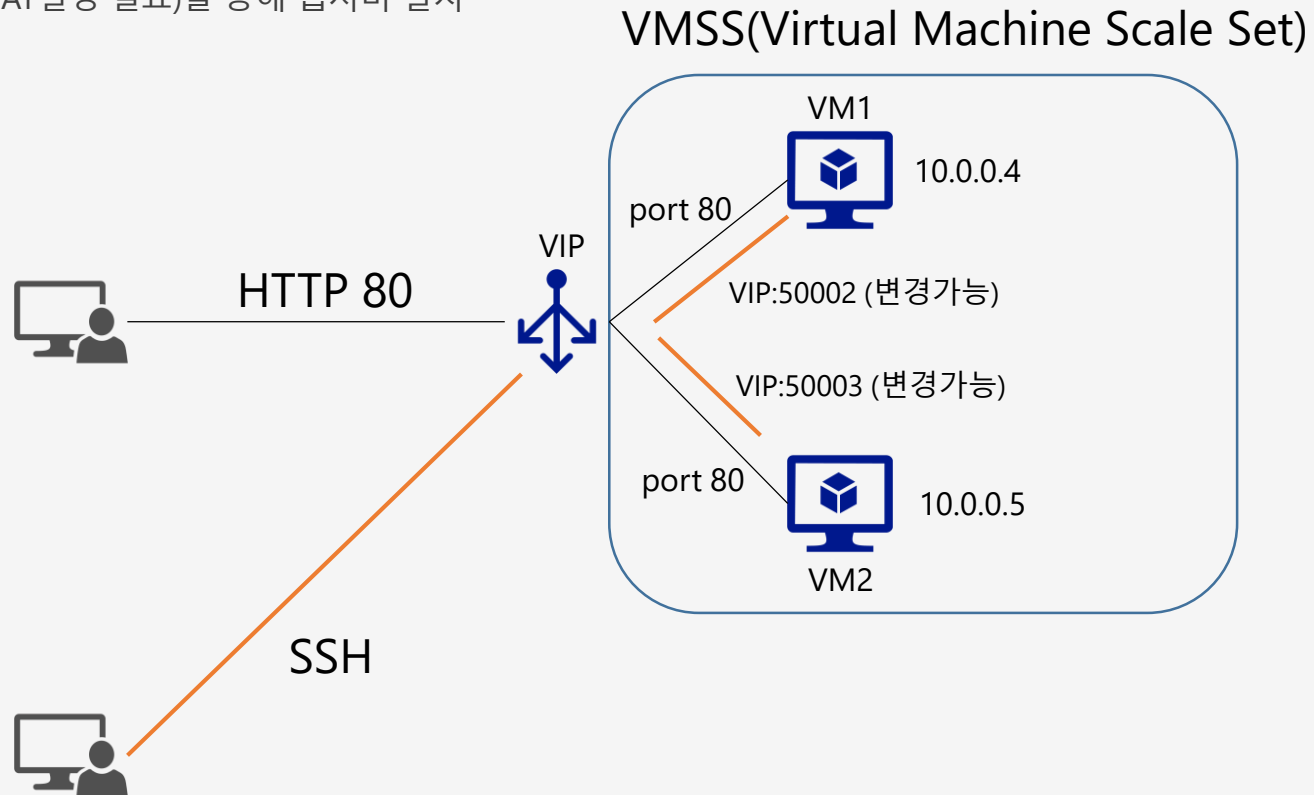 VMSS(Virtual Machine Scale Set)
VM1
10.0.0.4
port 80
VIP
HTTP 80
VIP:50002 (변경가능)
VIP:50003 (변경가능)
port 80
10.0.0.5
VM2
SSH